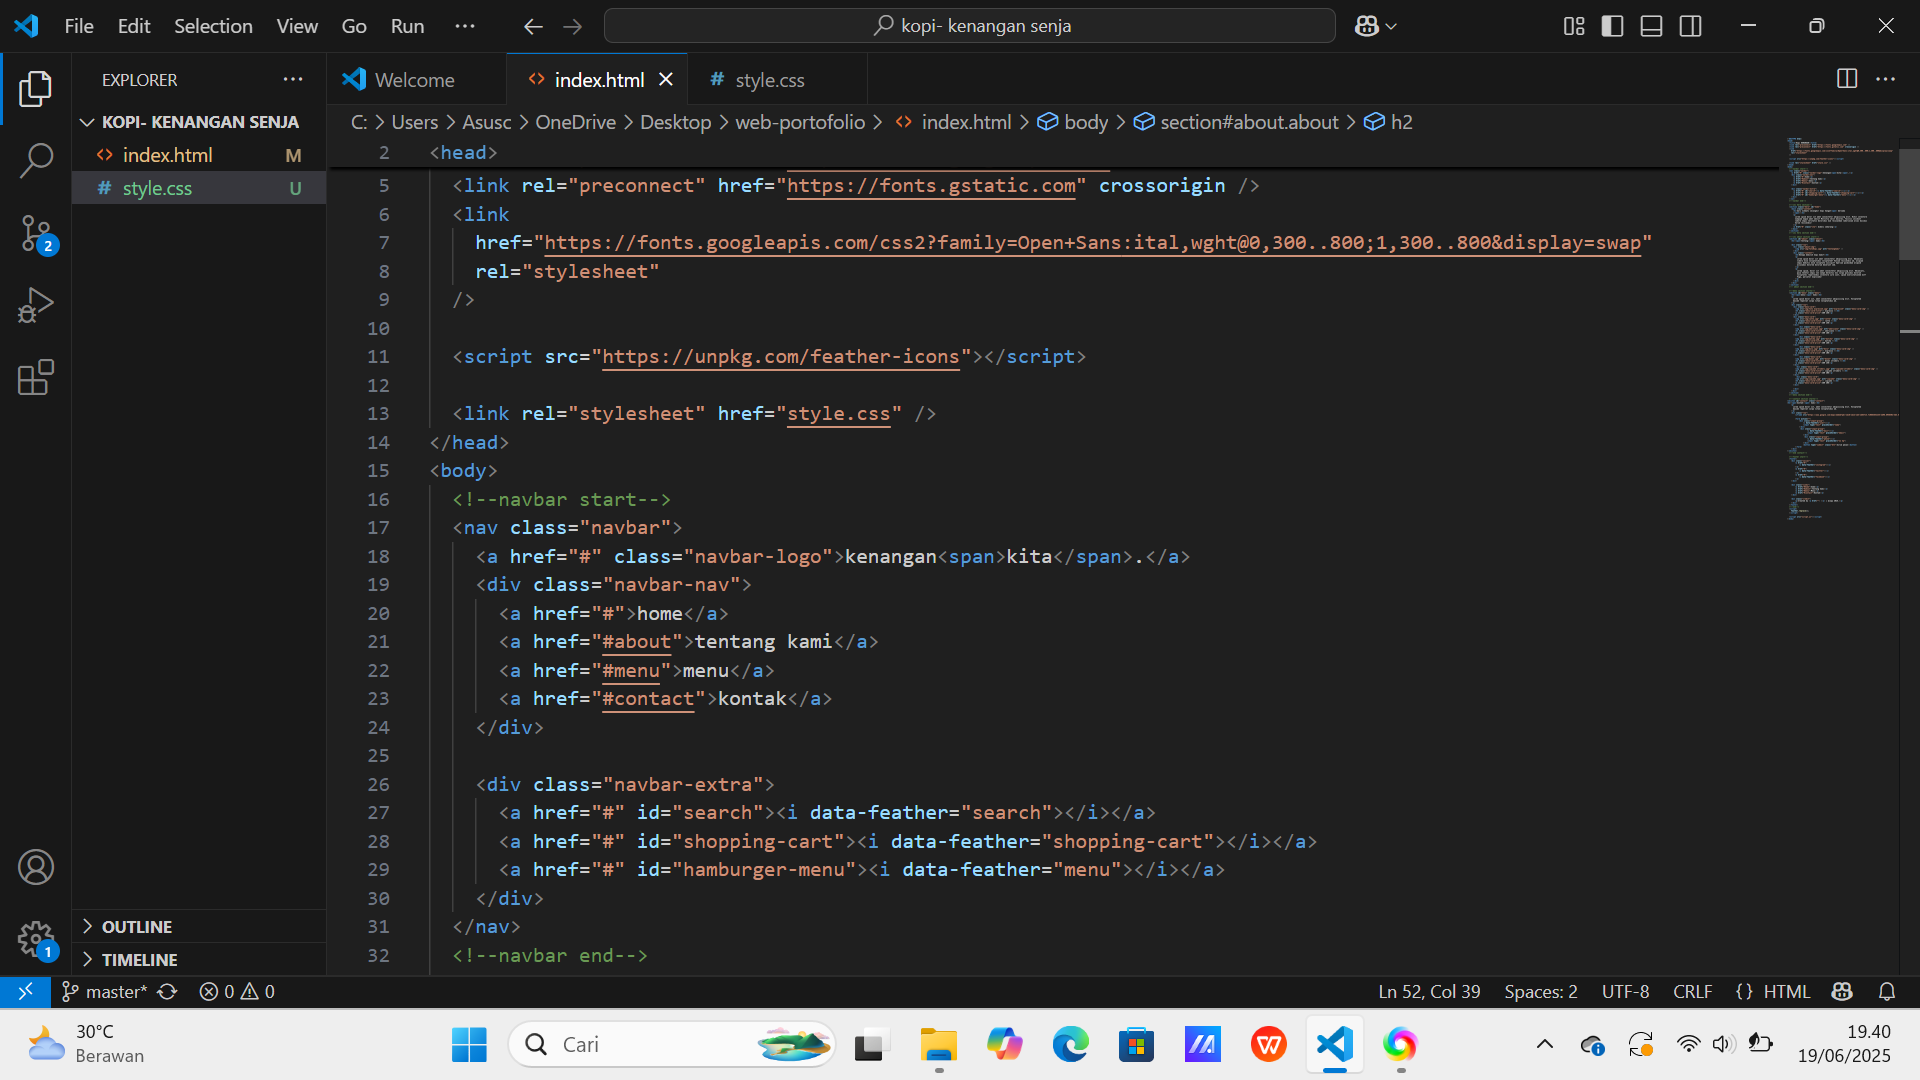 File Edit Selection View Go Run ···
kopi- kenangan senja
EXPLORER
KOPI- KENANGAN SENJA
index.html M
style.css U
OUTLINE
TIMELINE
2
1
Welcome
index.html
style.css
C: > Users > Asusc > OneDrive > Desktop > web-portofolio > index.html > body > section#about.about > h2
2 <head>
5 <link rel="preconnect" href="https://fonts.gstatic.com" crossorigin />
6 <link
7 href="https://fonts.googleapis.com/css2?family=Open+Sans:ital,wght@0,300..800;1,300..800&display=swap"
8 rel="stylesheet"
9 />
10
11 <script src="https://unpkg.com/feather-icons"></script>
12
13 <link rel="stylesheet" href="style.css" />
14 </head>
15 <body>
16 <!--navbar start-->
17 <nav class="navbar">
18 <a href="#" class="navbar-logo">kenangan<span>kita</span>.</a>
19 <div class="navbar-nav">
20 <a href="#">home</a>
21 <a href="#about">tentang kami</a>
22 <a href="#menu">menu</a>
23 <a href="#contact">kontak</a>
24 </div>
25
26 <div class="navbar-extra">
27 <a href="#" id="search"><i data-feather="search"></i></a>
28 <a href="#" id="shopping-cart"><i data-feather="shopping-cart"></i></a>
29 <a href="#" id="hamburger-menu"><i data-feather="menu"></i></a>
30 </div>
31 </nav>
32 <!--navbar end-->
master* 0 0
Ln 52, Col 39 Spaces: 2 UTF-8 CRLF {} HTML
30°C
Berawan
Cari
19.40
19/06/2025